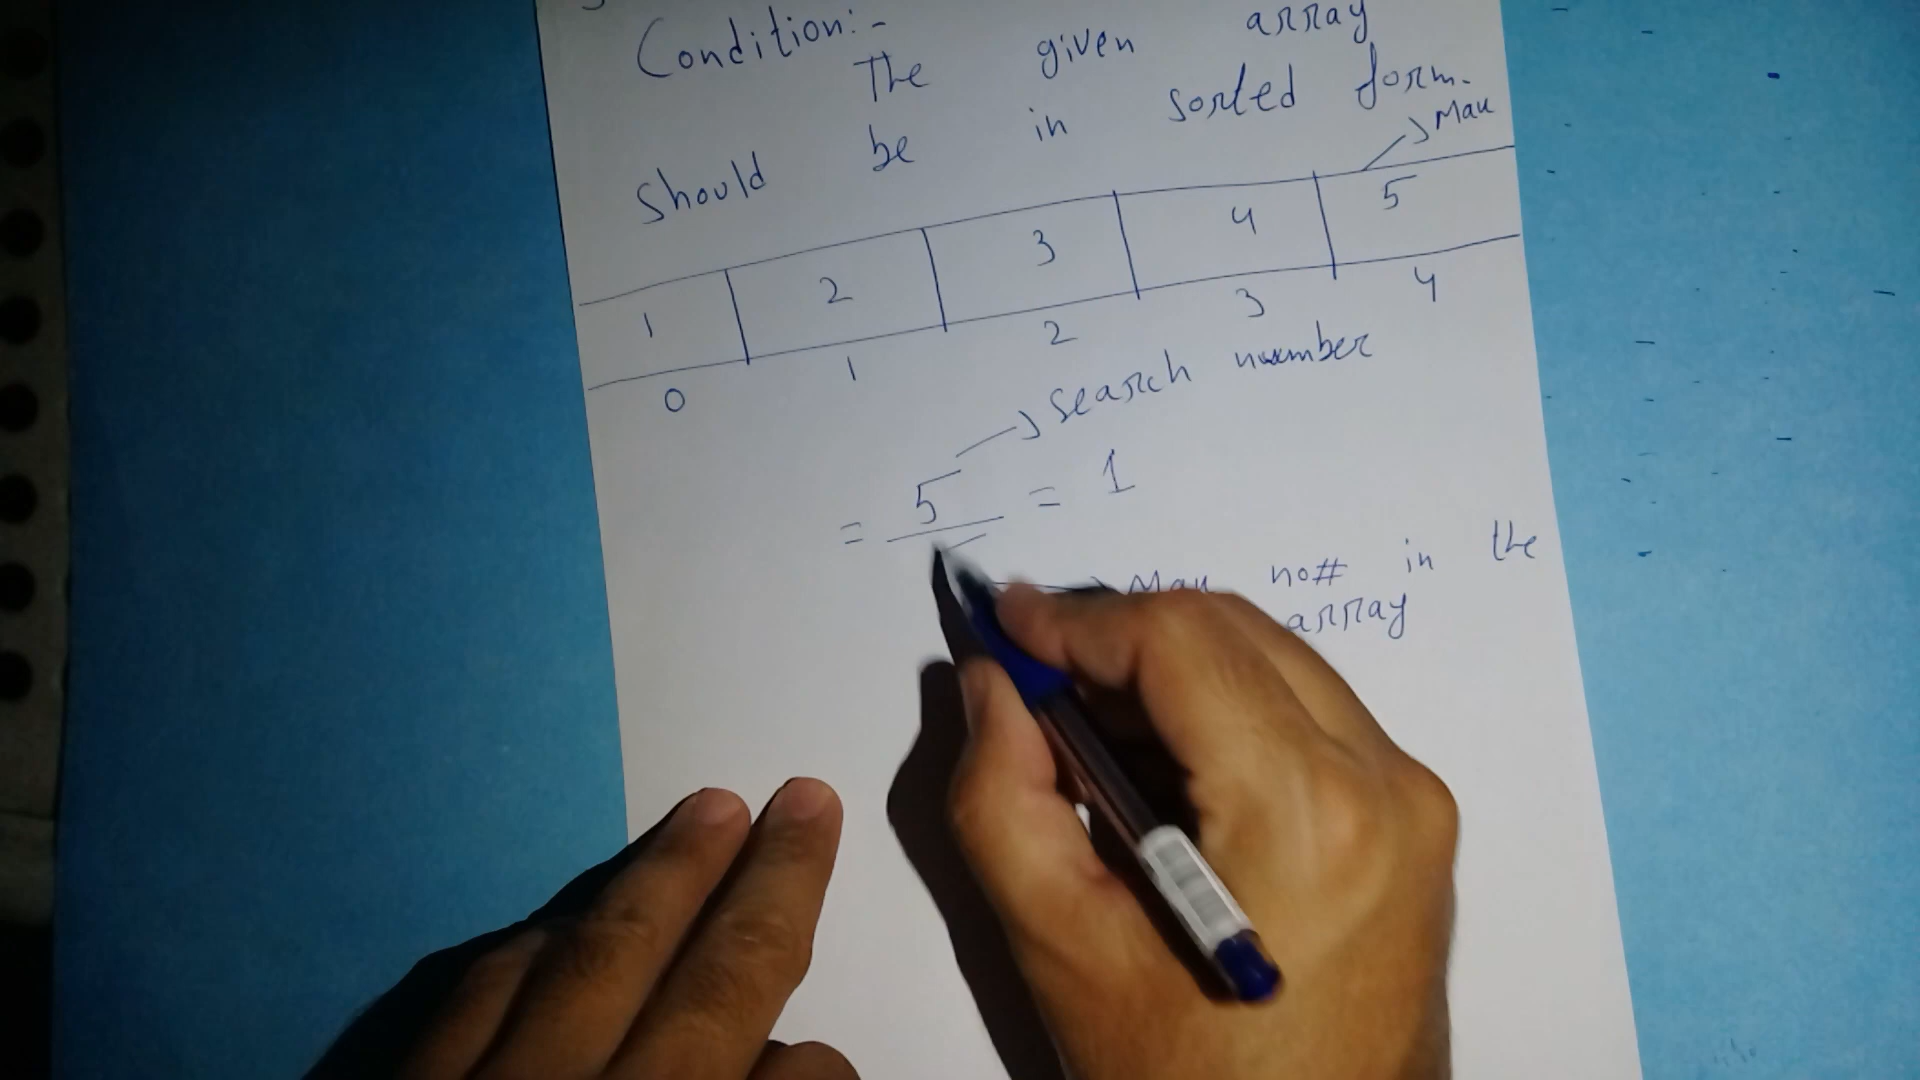 Condition:-
The given array
should be in sorted form.
Max
1 2 3 4 5
0 1 2 3 4
search number
= 5 = 1
Max no# in the
array